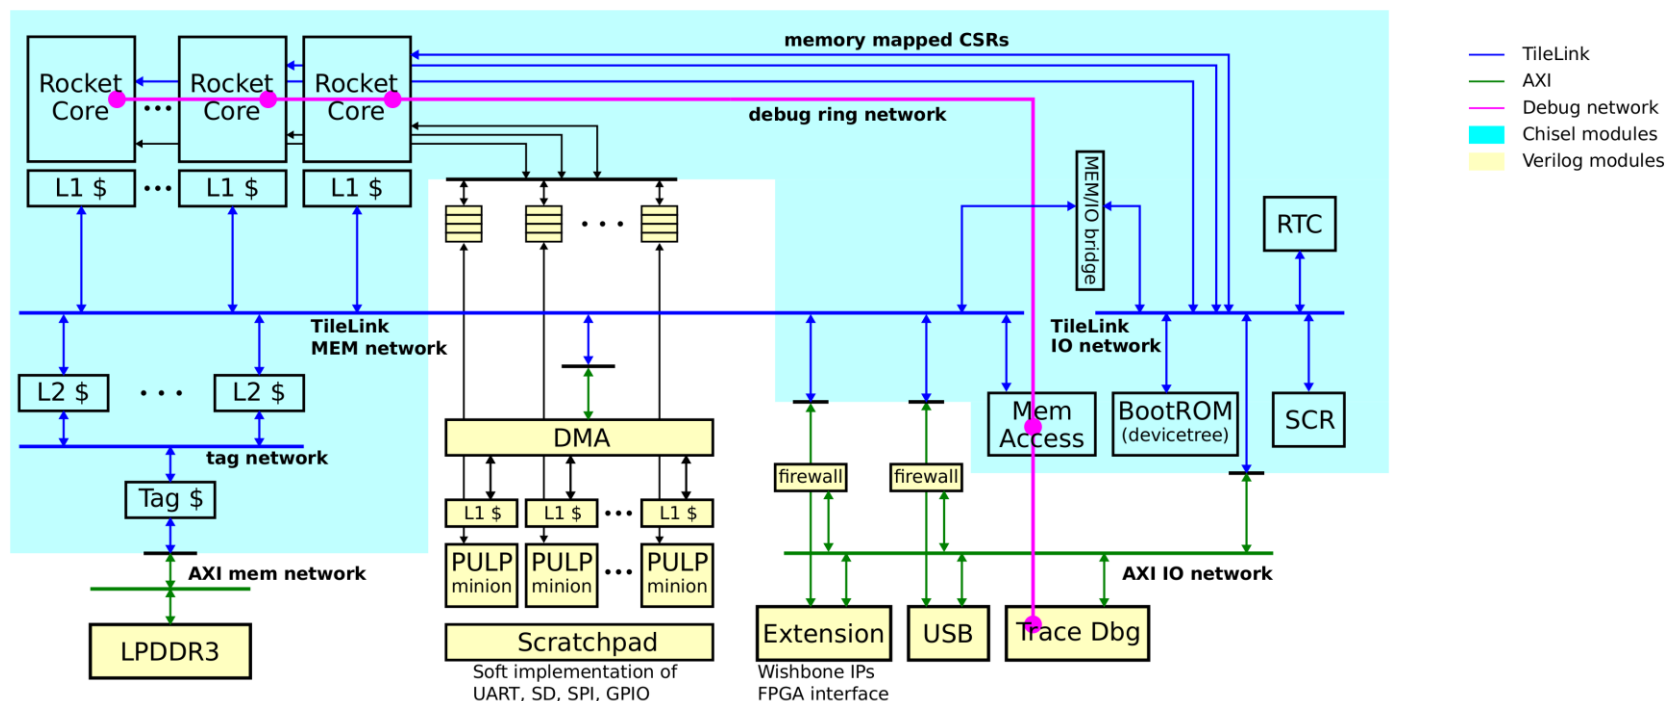 memory mapped CSRs
Rocket
Core
...
Rocket
Core
Rocket
Core
debug ring network
L1 $
...
L1 $
L1 $
...
MEM/IO bridge
RTC
TileLink
MEM network
TileLink
IO network
L2 $
...
L2 $
tag network
Tag $
AXI mem network
LPDDR3
DMA
L1 $
L1 $
...
L1 $
PULP
minion
PULP
minion
...
PULP
minion
Scratchpad
Soft implementation of
UART, SD, SPI, GPIO
Mem
Access
BootROM
(devicetree)
SCR
firewall
firewall
AXI IO network
Extension
USB
Trace Dbg
Wishbone IPs
FPGA interface
TileLink
AXI
Debug network
Chisel modules
Verilog modules